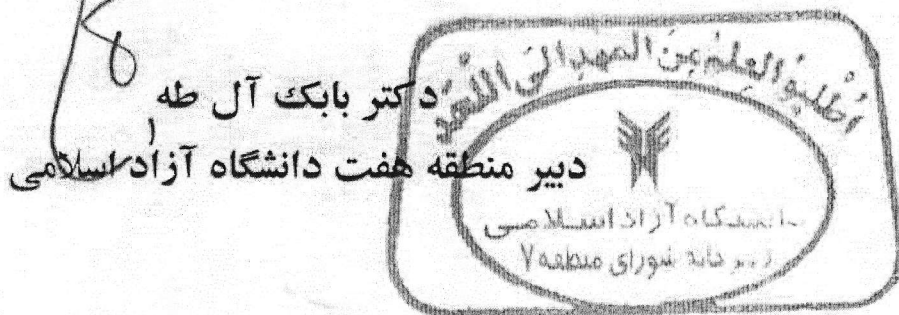 اطلبوا العلم من المهد الی اللحد
دکتر بابک آل طه
دبیر منطقه هفت دانشگاه آزاد اسلامی
دانشگاه آزاد اسلامی
دبیرخانه شورای منطقه ۷